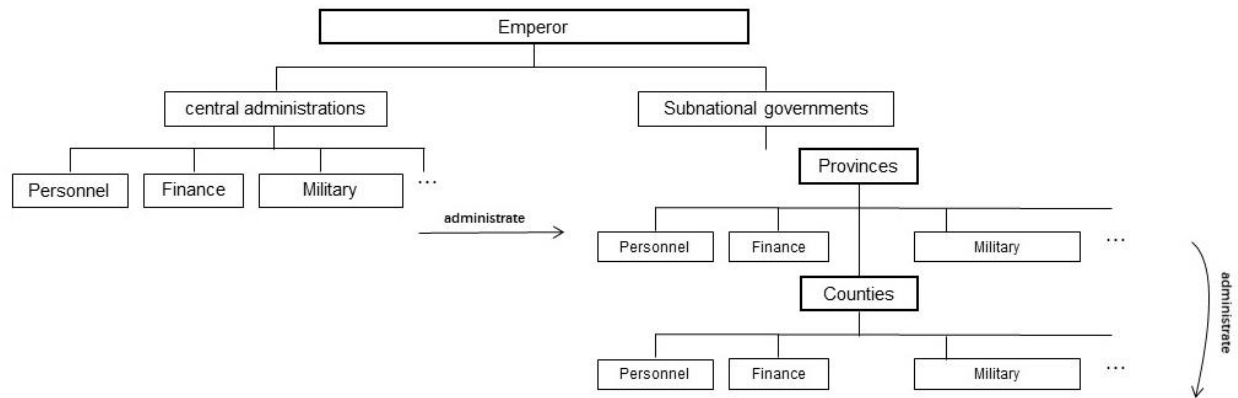 Emperor
central administrations
Subnational governments
Provinces
Personnel
Finance
Military
...
administrate
Personnel
Finance
Military
...
Counties
administrate
Personnel
Finance
Military
...